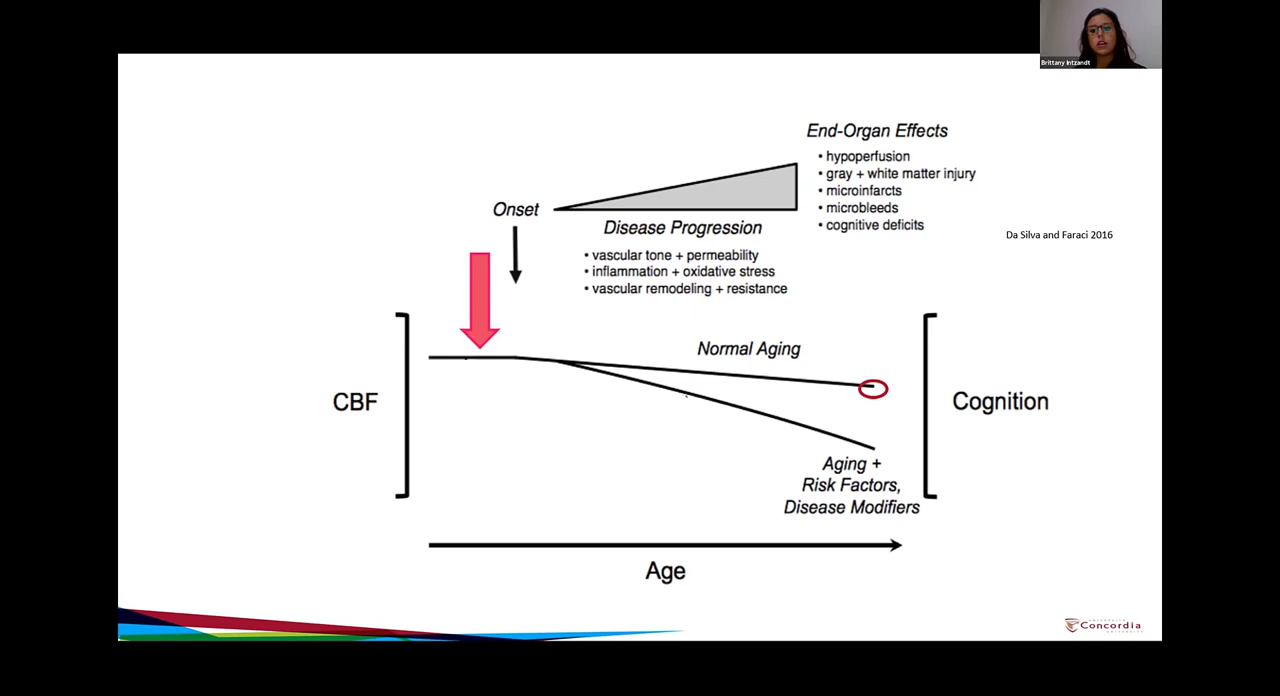 Brittany Intzandt
End-Organ Effects
• hypoperfusion
• gray + white matter injury
• microinfarcts
• microbleeds
• cognitive deficits
Onset
Disease Progression
• vascular tone + permeability
• inflammation + oxidative stress
• vascular remodeling + resistance
Da Silva and Faraci 2016
Normal Aging
CBF
Cognition
Aging +
Risk Factors,
Disease Modifiers
Age
UNIVERSITÉ
Concordia
UNIVERSITY